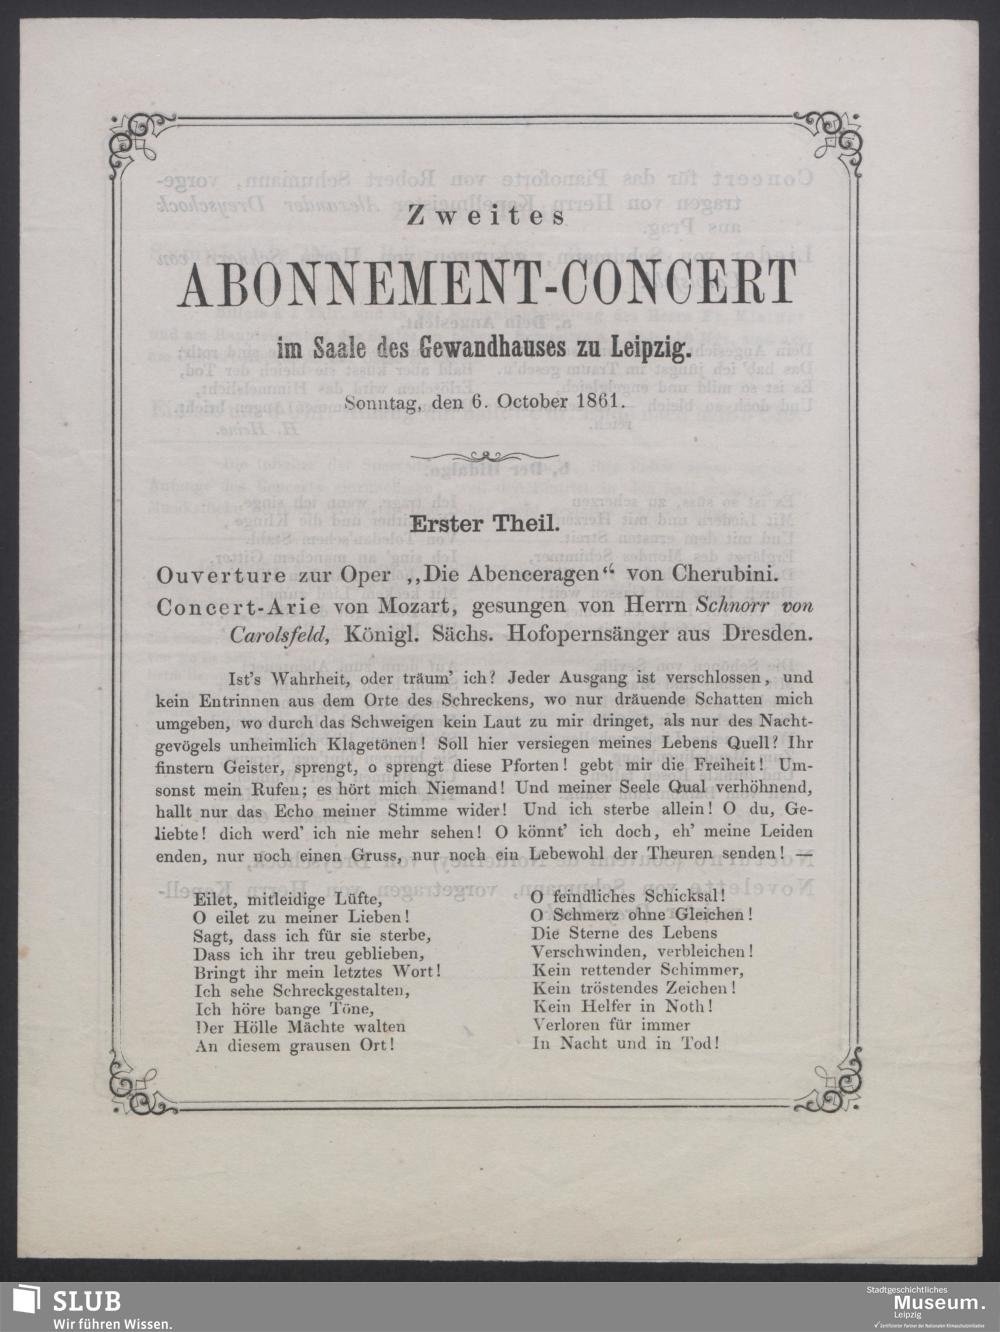 Zweites
ABONNEMENT-CONCERT
im Saale des Gewandhauses zu Leipzig.
Sonntag, den 6. October 1861.
Erster Theil.
Ouverture zur Oper „Die Abenceragen“ von Cherubini.
Concert-Arie von Mozart, gesungen von Herrn Schnorr von
Carolsfeld, Königl. Sächs. Hofopernsänger aus Dresden.
Ist's Wahrheit, oder träum' ich? Jeder Ausgang ist verschlossen, und
kein Entrinnen aus dem Orte des Schreckens, wo nur dräuende Schatten mich
umgeben, wo durch das Schweigen kein Laut zu mir dringet, als nur des Nacht-
gevögels unheimlich Klagetönen! Soll hier versiegen meines Lebens Quell? Ihr
finstern Geister, sprengt, o sprengt diese Pforten! gebt mir die Freiheit! Um-
sonst mein Rufen; es hört mich Niemand! Und meiner Seele Qual verhöhnend,
hallt nur das Echo meiner Stimme wider! Und ich sterbe allein! O du, Ge-
liebte! dich werd' ich nie mehr sehen! O könnt' ich doch, eh' meine Leiden
enden, nur noch einen Gruss, nur noch ein Lebewohl der Theuren senden! —
Eilet, mitleidige Lüfte,
O eilet zu meiner Lieben!
Sagt, dass ich für sie sterbe,
Dass ich ihr treu geblieben,
Bringt ihr mein letztes Wort!
Ich sehe Schreckgestalten,
Ich höre bange Töne,
Der Hölle Mächte walten
An diesem grausen Ort!
O feindliches Schicksal!
O Schmerz ohne Gleichen!
Die Sterne des Lebens
Verschwinden, verbleichen!
Kein rettender Schimmer,
Kein tröstendes Zeichen!
Kein Helfer in Noth!
Verloren für immer
In Nacht und in Tod!
SLUB
Wir führen Wissen.
Stadtgeschichtliches
Museum.
Leipzig
Zertifizierter Partner der Nationalen Klimaschutzinitiative